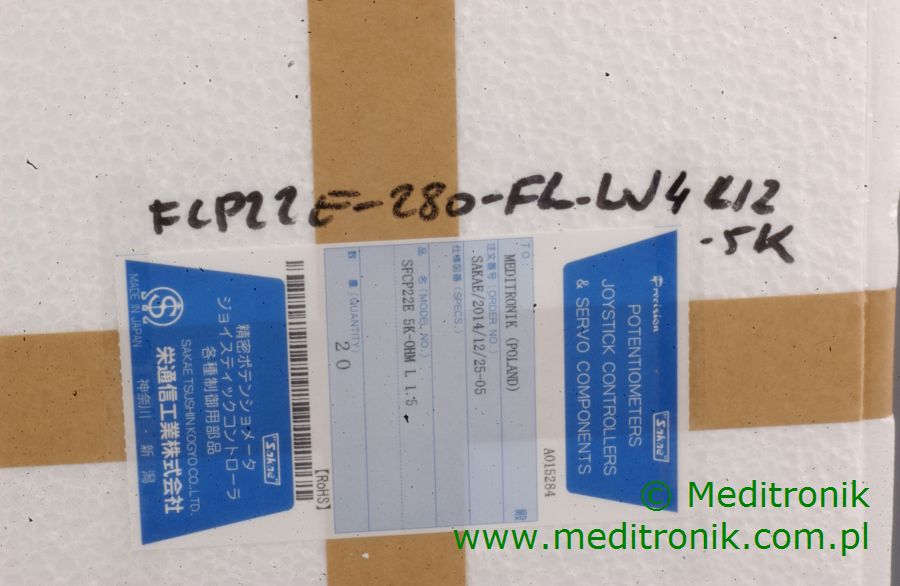 FCP22E-280-FL-LW4 L12
-5K
Precision
POTENTIOMETERS
JOYSTICK CONTROLLERS
& SERVO COMPONENTS
Sakae
TO:
MEDITRONIK (POLAND)
殿
注文番号 (ORDER NO.)
SAKAE/2014/12/25-05
A015284
仕様図番 (SPECS.)
品 名 (MODEL NO.)
SFCP22E 5K-OHM L 1.5
数 量 (QUANTITY)
20
【RoHS】
精密ポテンショメータ
ジョイスティックコントローラ
各種制御用部品
Sakae
MADE IN JAPAN
SAKAE TSUSHIN KOGYO CO., LTD.
栄通信工業株式会社
神奈川・新潟
© Meditronik
www.meditronik.com.pl